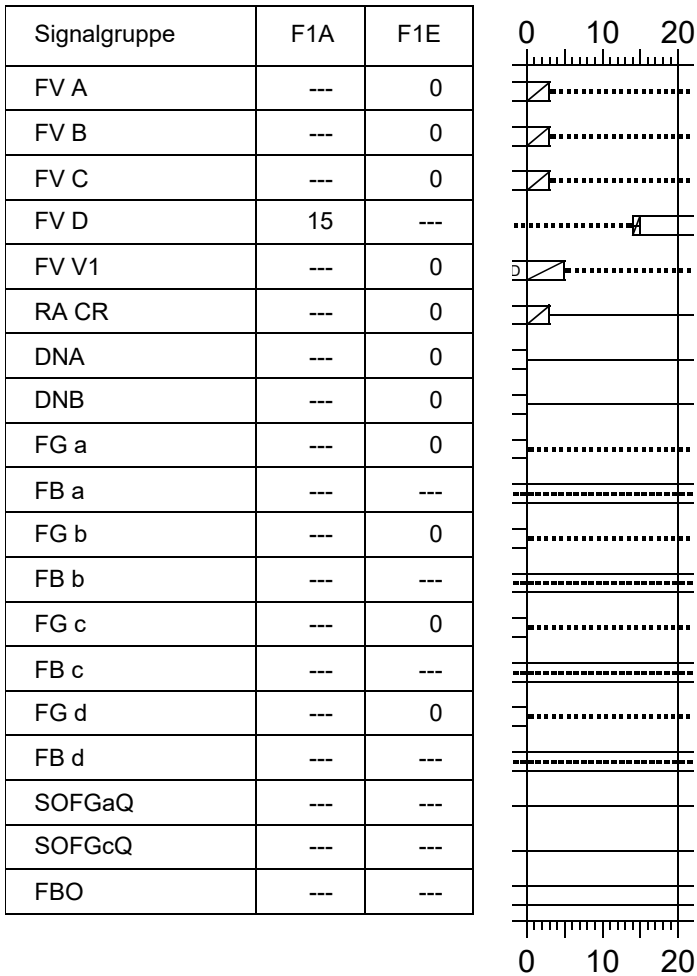 Signalgruppe F1A F1E 0 10 20
FV A --- 0
FV B --- 0
FV C --- 0
FV D 15 ---
FV V1 --- 0 D
RA CR --- 0
DNA --- 0
DNB --- 0
FG a --- 0
FB a --- ---
FG b --- 0
FB b --- ---
FG c --- 0
FB c --- ---
FG d --- 0
FB d --- ---
SOFGaQ --- ---
SOFGcQ --- ---
FBO --- ---
0 10 20